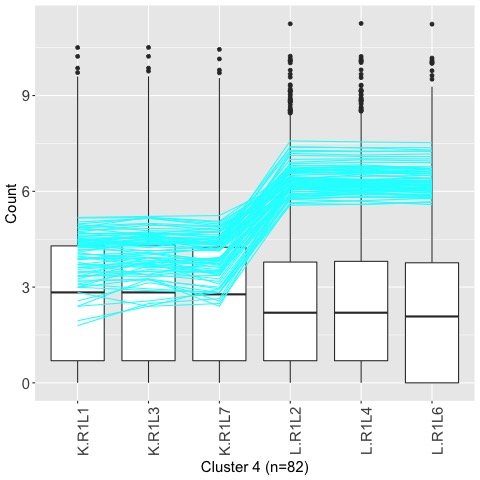 Count
9
6
3
0
K.R1L1
K.R1L3
K.R1L7
L.R1L2
L.R1L4
L.R1L6
Cluster 4 (n=82)